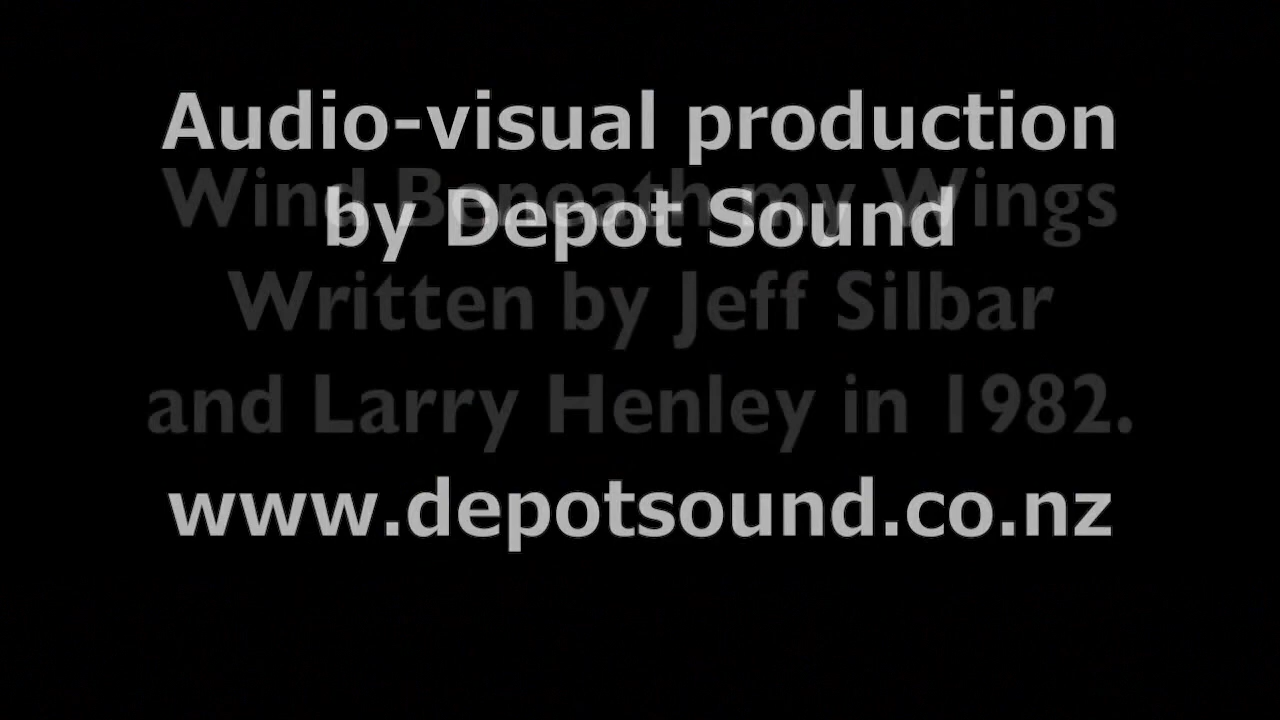 Audio-visual production
Wind Beneath my Wings
by Depot Sound
Written by Jeff Silbar
and Larry Henley in 1982.
www.depotsound.co.nz